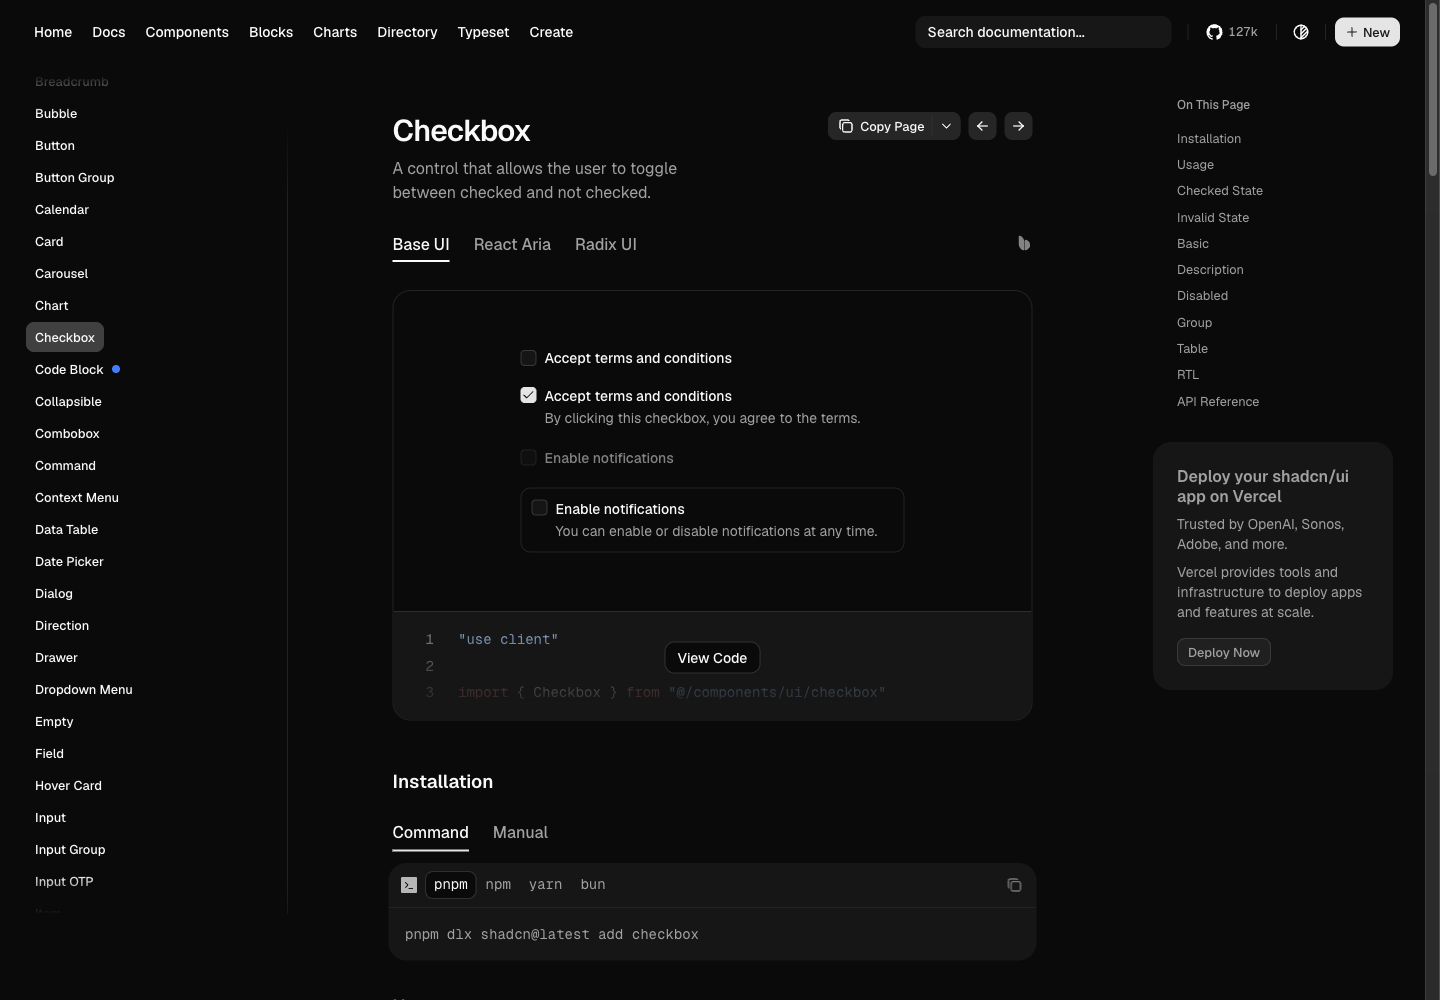 Home Docs Components Blocks Charts Directory Typeset Create
Search documentation...
127k
New
Breadcrumb
Bubble
Button
Button Group
Calendar
Card
Carousel
Chart
Checkbox
Code Block
Collapsible
Combobox
Command
Context Menu
Data Table
Date Picker
Dialog
Direction
Drawer
Dropdown Menu
Empty
Field
Hover Card
Input
Input Group
Input OTP
Checkbox
Copy Page
A control that allows the user to toggle
between checked and not checked.
Base UI React Aria Radix UI
Accept terms and conditions
Accept terms and conditions
By clicking this checkbox, you agree to the terms.
Enable notifications
Enable notifications
You can enable or disable notifications at any time.
1 "use client"
2
3 import { Checkbox } from "@/components/ui/checkbox"
View Code
Installation
Command Manual
pnpm npm yarn bun
pnpm dlx shadcn@latest add checkbox
On This Page
Installation
Usage
Checked State
Invalid State
Basic
Description
Disabled
Group
Table
RTL
API Reference
Deploy your shadcn/ui
app on Vercel
Trusted by OpenAI, Sonos,
Adobe, and more.
Vercel provides tools and
infrastructure to deploy apps
and features at scale.
Deploy Now